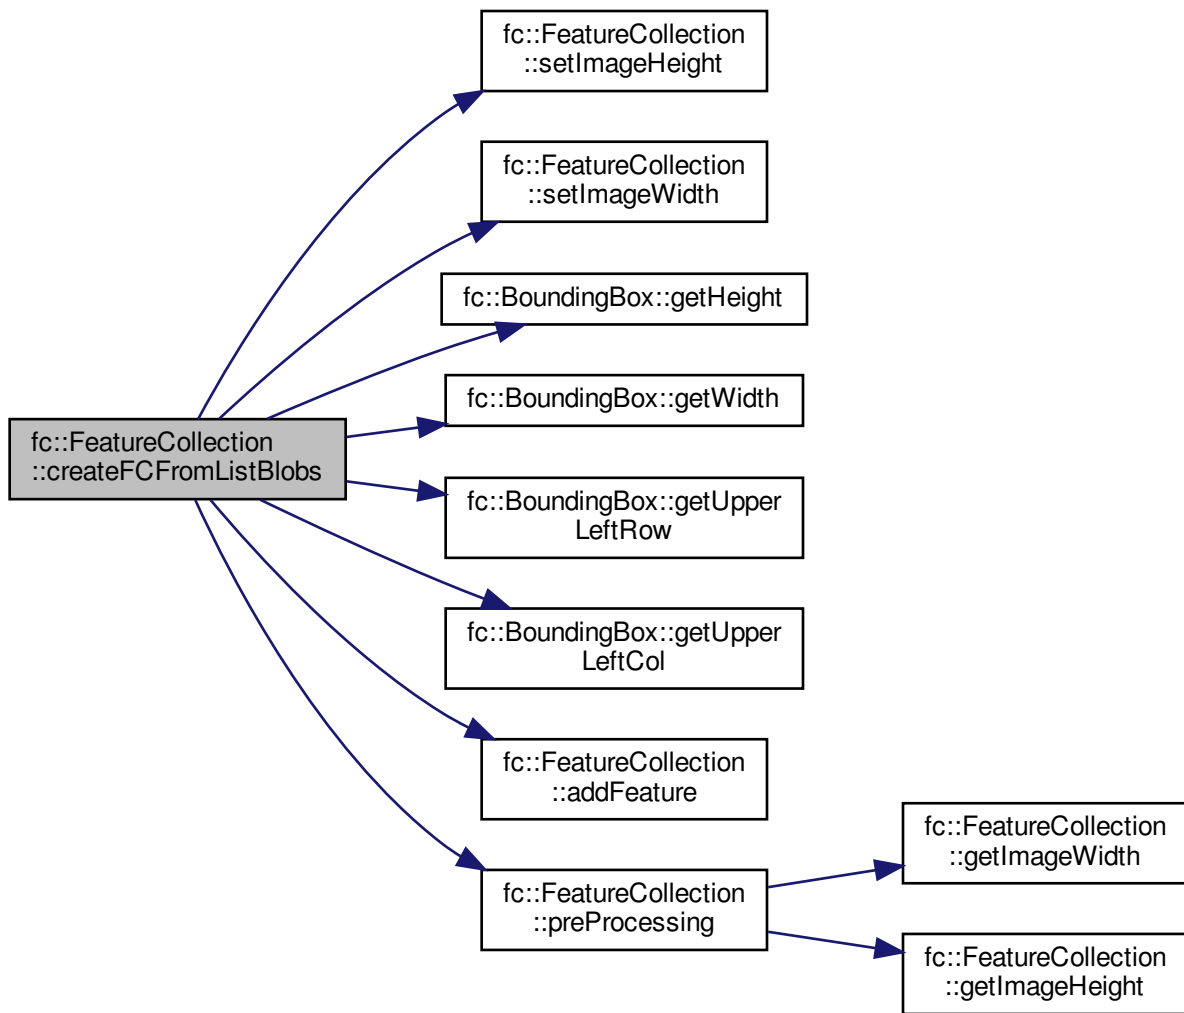 fc::FeatureCollection
::setImageHeight
fc::FeatureCollection
::setImageWidth
fc::BoundingBox::getHeight
fc::BoundingBox::getWidth
fc::FeatureCollection
::createFCFromListBlobs
fc::BoundingBox::getUpper
LeftRow
fc::BoundingBox::getUpper
LeftCol
fc::FeatureCollection
::addFeature
fc::FeatureCollection
::preProcessing
fc::FeatureCollection
::getImageWidth
fc::FeatureCollection
::getImageHeight